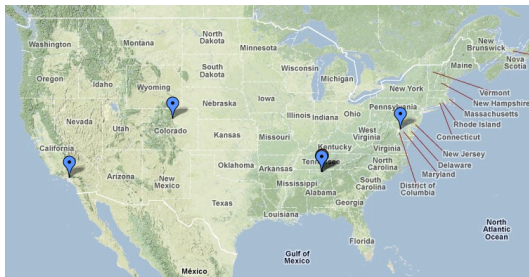 North Dakota
Montana
Minnesota
Washington
New Brunswick
Maine
Nova Scotia
South Dakota
Wisconsin
Michigan
Oregon
Idaho
Wyoming
New York
Vermont
New Hampshire
Massachusetts
Rhode Island
Connecticut
Nebraska
Iowa
Pennsylvania
Illinois
Indiana
Ohio
Nevada
Utah
Colorado
Kansas
Missouri
West Virginia
Kentucky
Virginia
New Jersey
Delaware
Maryland
District of Columbia
California
Arizona
New Mexico
Oklahoma
Arkansas
North Carolina
South Carolina
Mississippi
Alabama
Georgia
Texas
Louisiana
Florida
North Atlantic Ocean
Gulf of Mexico
México